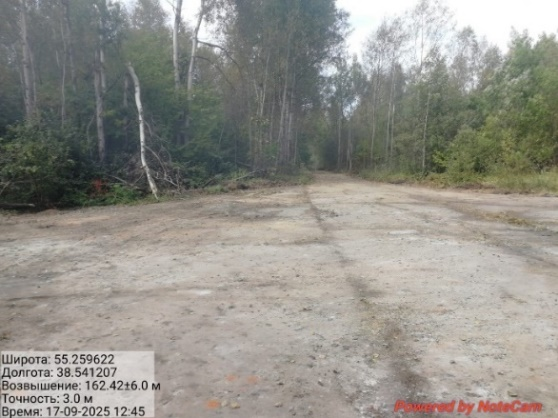 Широта: 55.259622
Долгота: 38.541207
Возвышение: 162.42±6.0 м
Точность: 3.0 м
Время: 17-09-2025 12:45
Powered by NoteCam